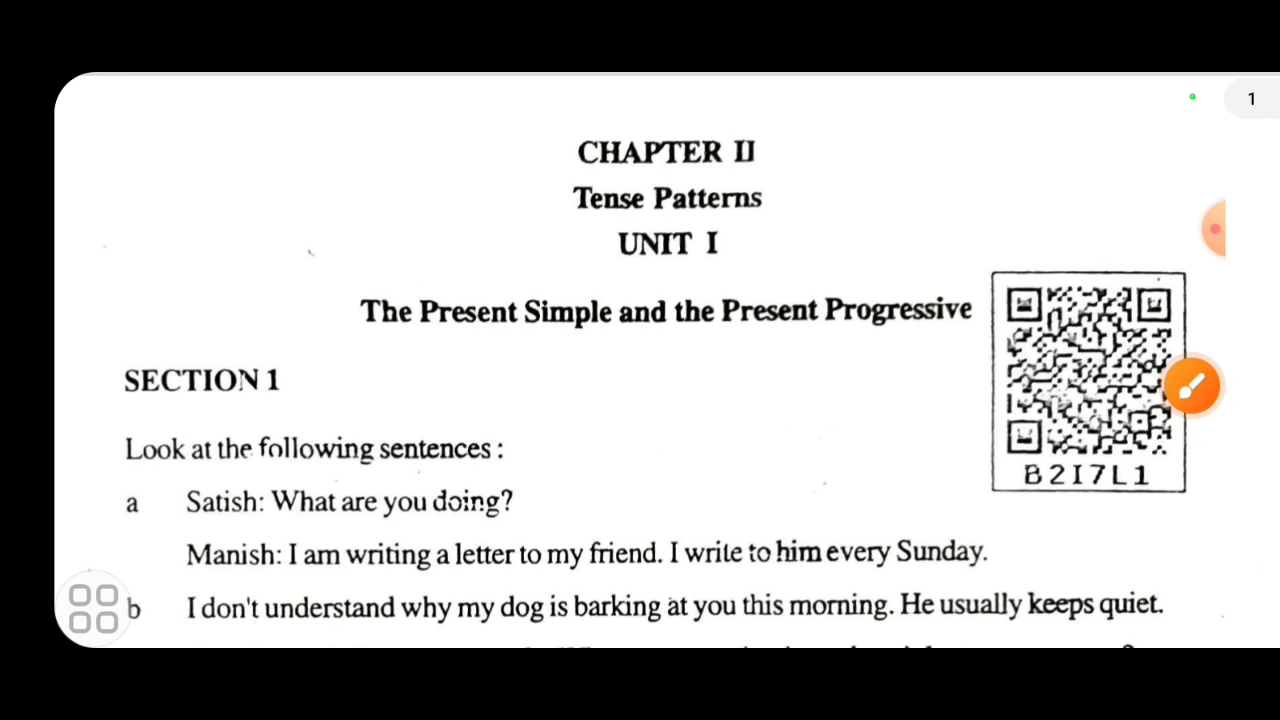 1
CHAPTER II
Tense Patterns
UNIT I
The Present Simple and the Present Progressive
SECTION 1
Look at the following sentences :
B2I7L1
a Satish: What are you doing?
Manish: I am writing a letter to my friend. I write to him every Sunday.
b I don't understand why my dog is barking at you this morning. He usually keeps quiet.